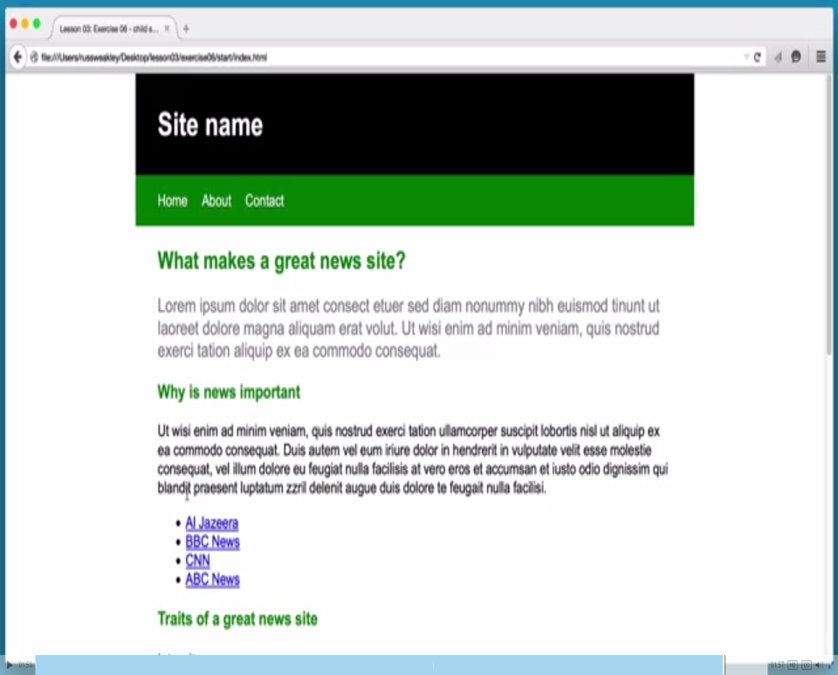 Lesson 03: Exercise 06 - child s... × +
file:///Users/russweakley/Desktop/lesson03/exercise06/start/index.html
Site name
Home About Contact
What makes a great news site?
Lorem ipsum dolor sit amet consect etuer sed diam nonummy nibh euismod tinunt ut
laoreet dolore magna aliquam erat volut. Ut wisi enim ad minim veniam, quis nostrud
exerci tation aliquip ex ea commodo consequat.
Why is news important
Ut wisi enim ad minim veniam, quis nostrud exerci tation ullamcorper suscipit lobortis nisl ut aliquip ex
ea commodo consequat. Duis autem vel eum iriure dolor in hendrerit in vulputate velit esse molestie
consequat, vel illum dolore eu feugiat nulla facilisis at vero eros et accumsan et iusto odio dignissim qui
blandit praesent luptatum zzril delenit augue duis dolore te feugait nulla facilisi.
• Al Jazeera
• BBC News
• CNN
• ABC News
Traits of a great news site